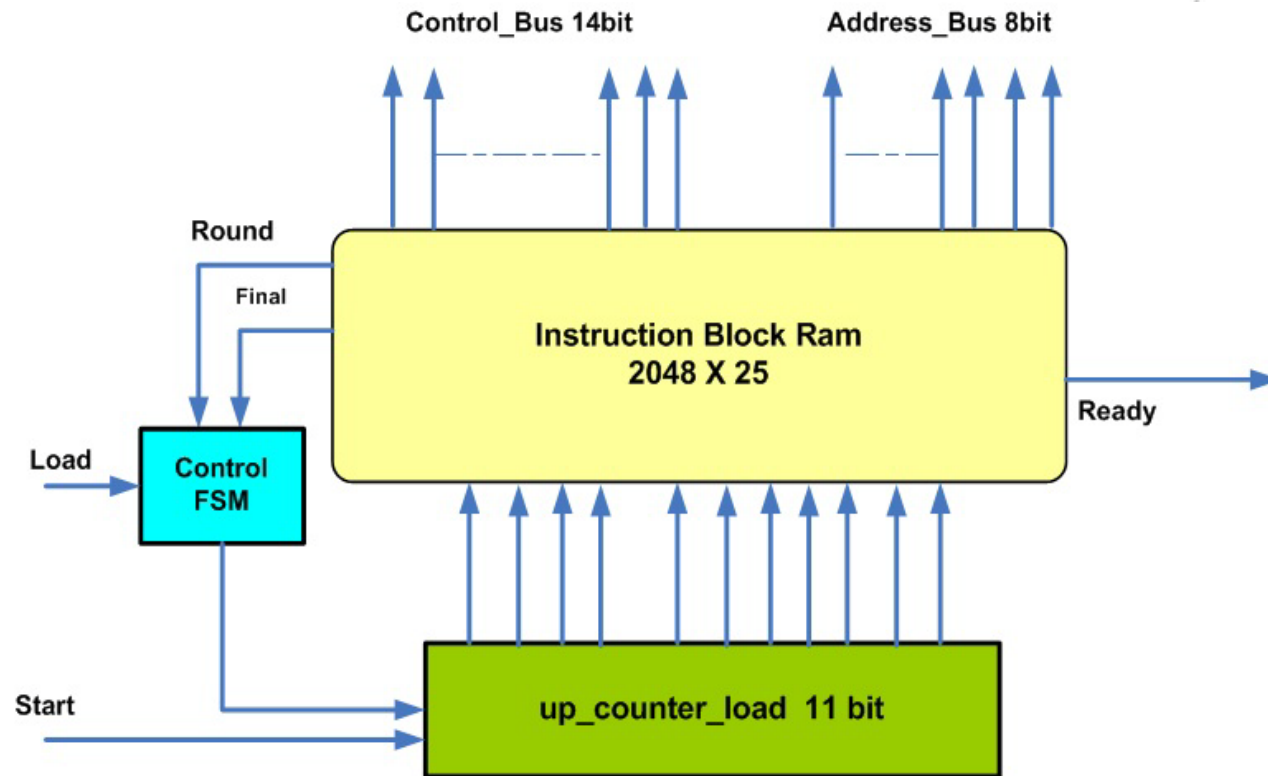 Control_Bus 14bit
Address_Bus 8bit
Round
Final
Instruction Block Ram
2048 X 25
Ready
Load
Control
FSM
Start
up_counter_load 11 bit